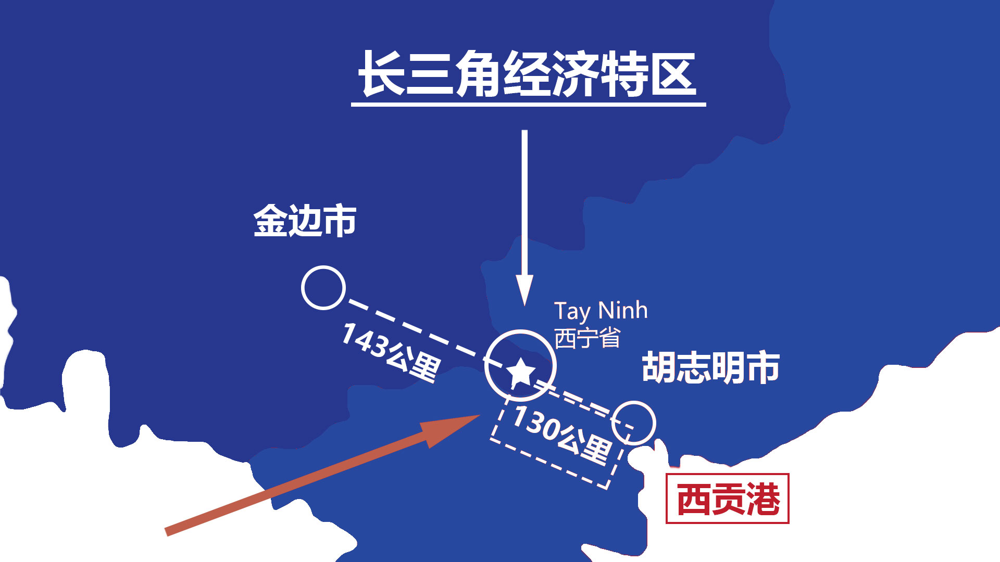 长三角经济特区
金边市
Tay Ninh
西宁省
143公里
胡志明市
130公里
西贡港